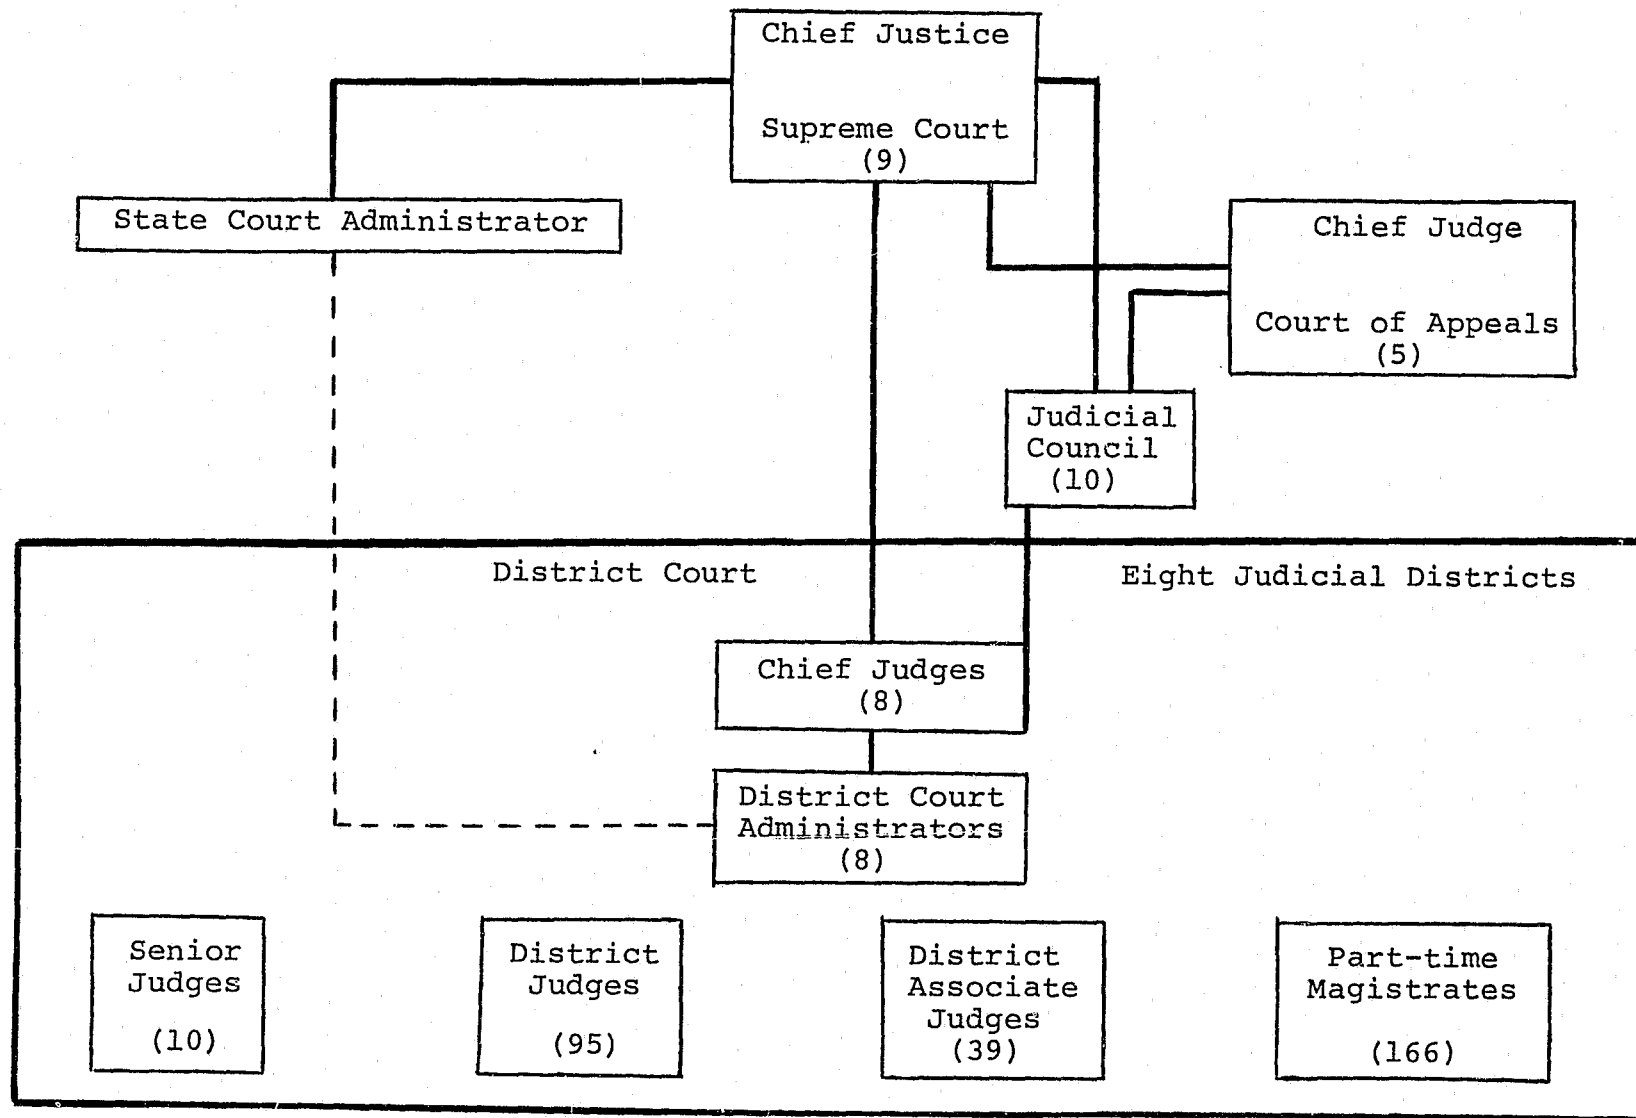 Chief Justice
Supreme Court
(9)
State Court Administrator
Chief Judge
Court of Appeals
(5)
Judicial
Council
(10)
District Court
Eight Judicial Districts
Chief Judges
(8)
District Court
Administrators
(8)
Senior
Judges
(10)
District
Judges
(95)
District
Associate
Judges
(39)
Part-time
Magistrates
(166)